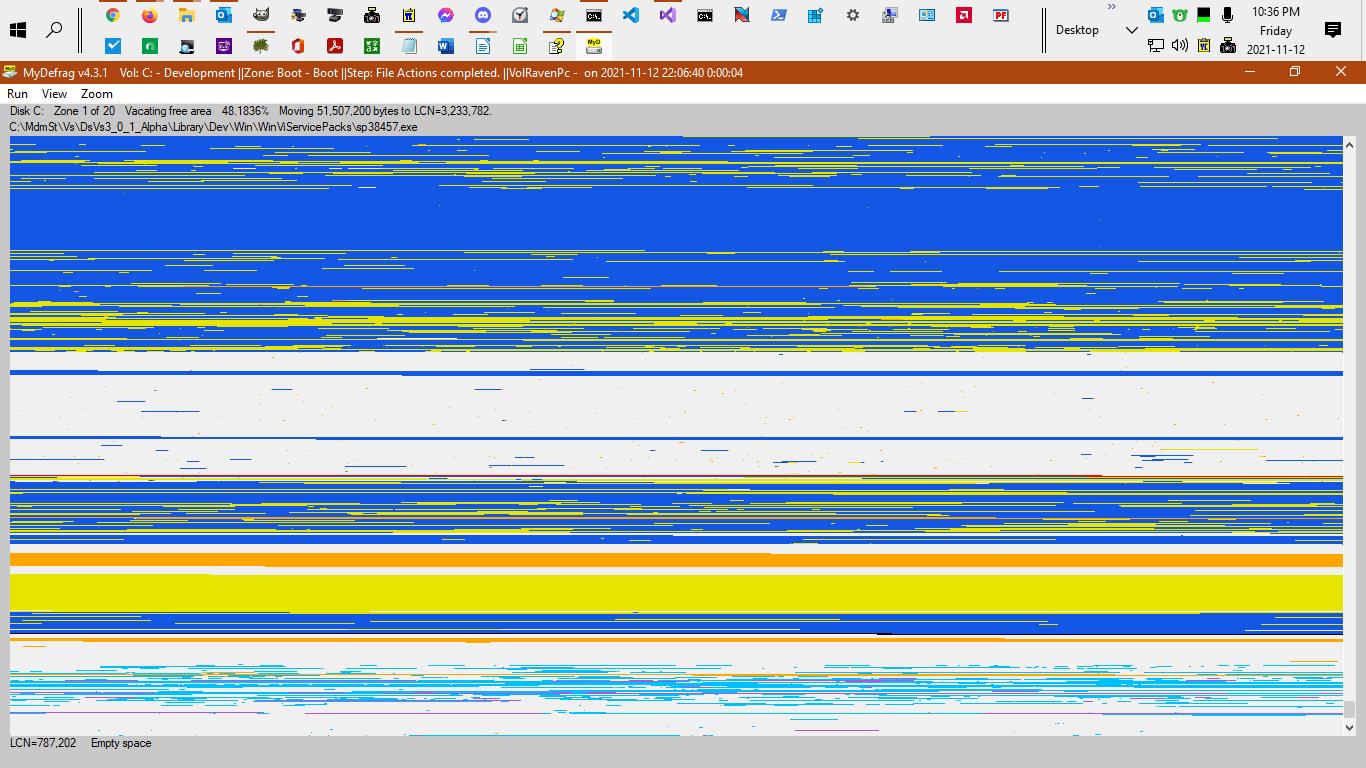 10:36 PM
Desktop
Friday
2021-11-12
MyDefrag v4.3.1 Vol: C: - Development ||Zone: Boot - Boot ||Step: File Actions completed. ||VolRavenPc - on 2021-11-12 22:06:40 0:00:04
Run View Zoom
Disk C: Zone 1 of 20 Vacating free area 48.1836% Moving 51,507,200 bytes to LCN=3,233,782.
C:\MdmSt\Vs\DsVs3_0_1_Alpha\Library\Dev\Win\WinViServicePacks\sp38457.exe
LCN=787,202 Empty space